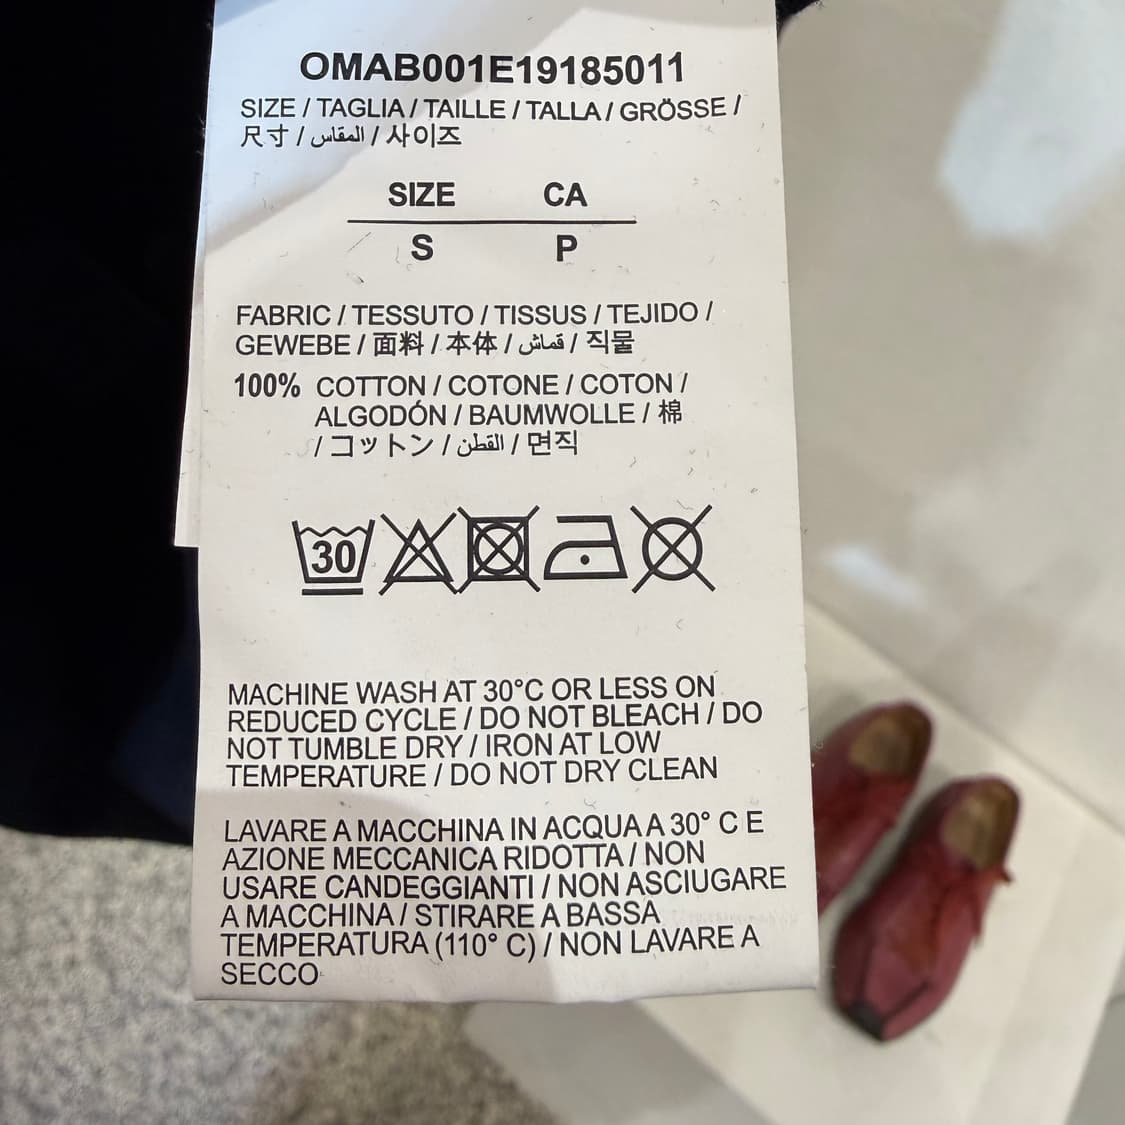 OMAB001E19185011
SIZE / TAGLIA / TAILLE / TALLA / GRÖSSE /
尺寸 / المقاس / 사이즈
SIZE CA
S P
FABRIC / TESSUTO / TISSUS / TEJIDO /
GEWEBE / 面料 / 本体 / قماش / 직물
100% COTTON / COTONE / COTON /
ALGODÓN / BAUMWOLLE / 棉
/ コットン / القطن / 면직
30
MACHINE WASH AT 30°C OR LESS ON
REDUCED CYCLE / DO NOT BLEACH / DO
NOT TUMBLE DRY / IRON AT LOW
TEMPERATURE / DO NOT DRY CLEAN
LAVARE A MACCHINA IN ACQUA A 30° C E
AZIONE MECCANICA RIDOTTA / NON
USARE CANDEGGIANTI / NON ASCIUGARE
A MACCHINA / STIRARE A BASSA
TEMPERATURA (110° C) / NON LAVARE A
SECCO